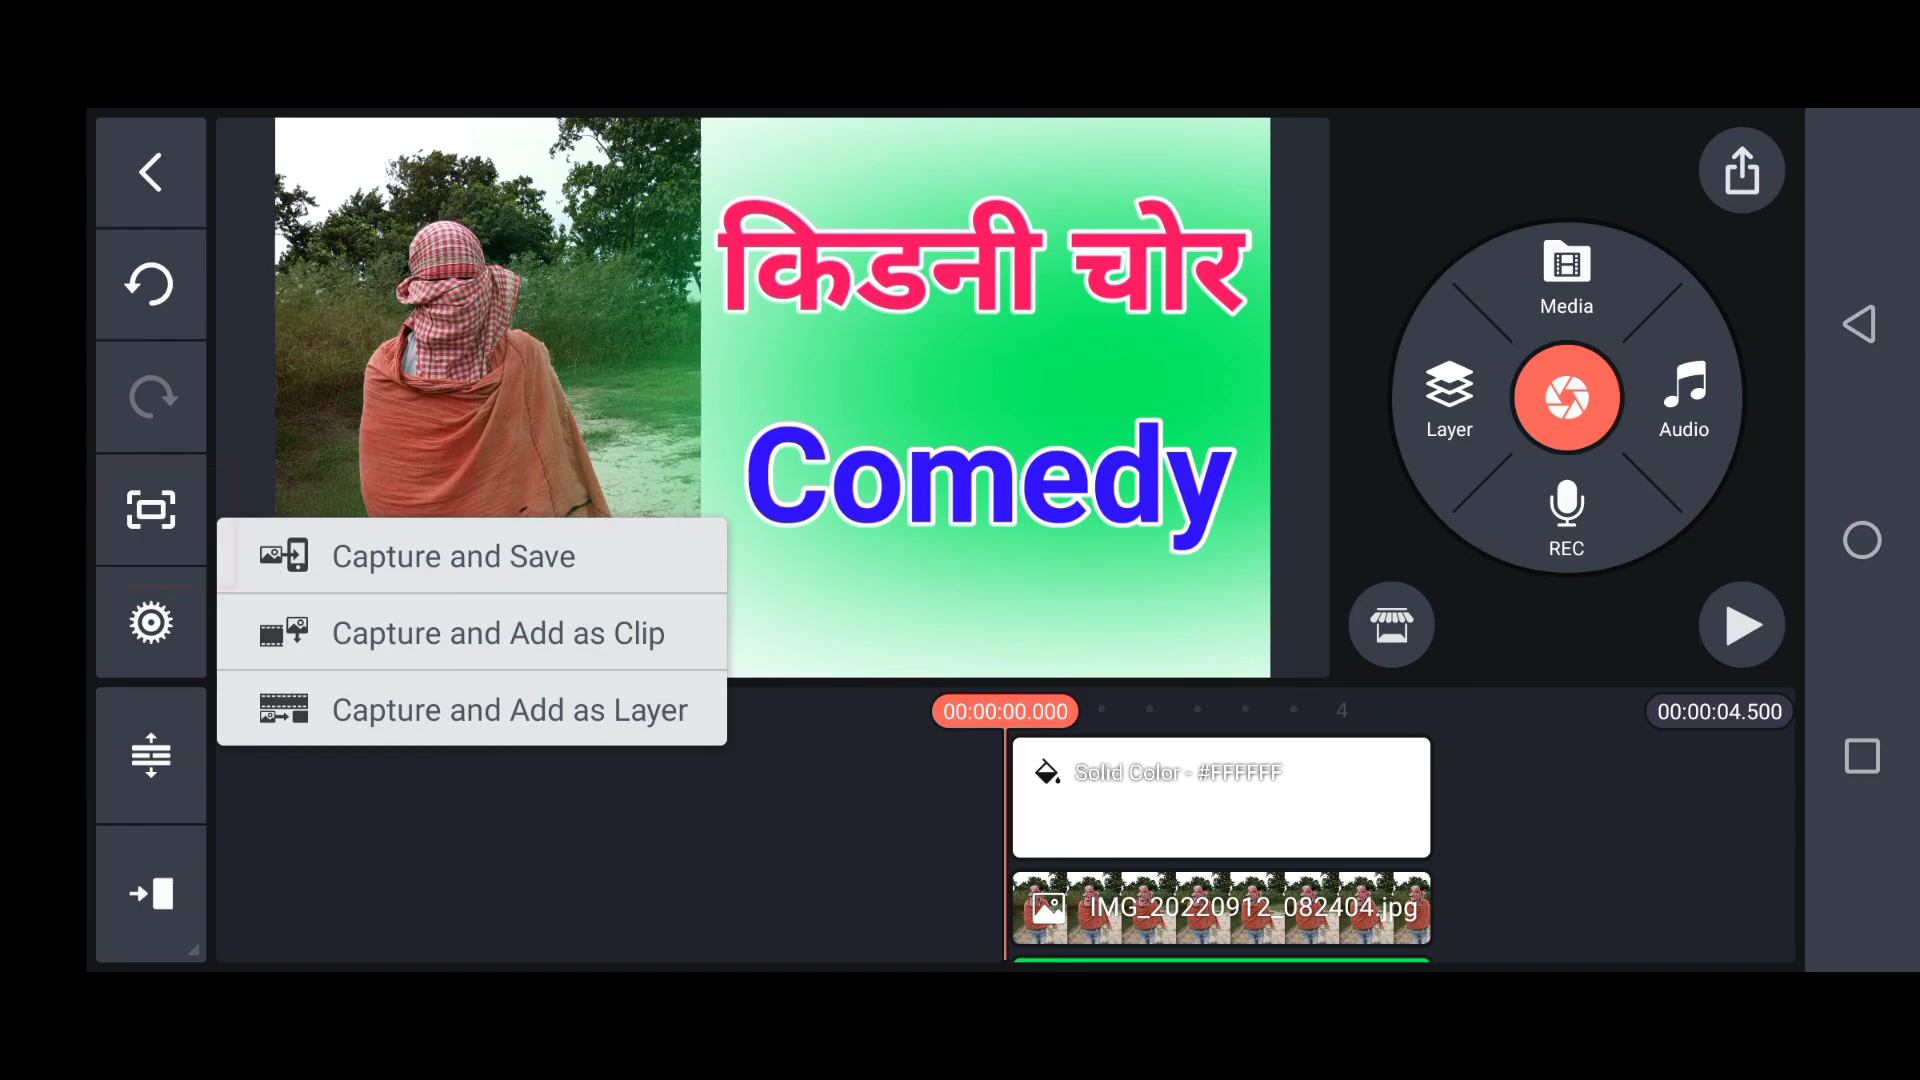 किडनी चोर
Comedy
Capture and Save
Capture and Add as Clip
Capture and Add as Layer
Media
Layer
Audio
REC
00:00:00.000
4
00:00:04.500
Solid Color - #FFFFFF
IMG_20220912_082404.jpg